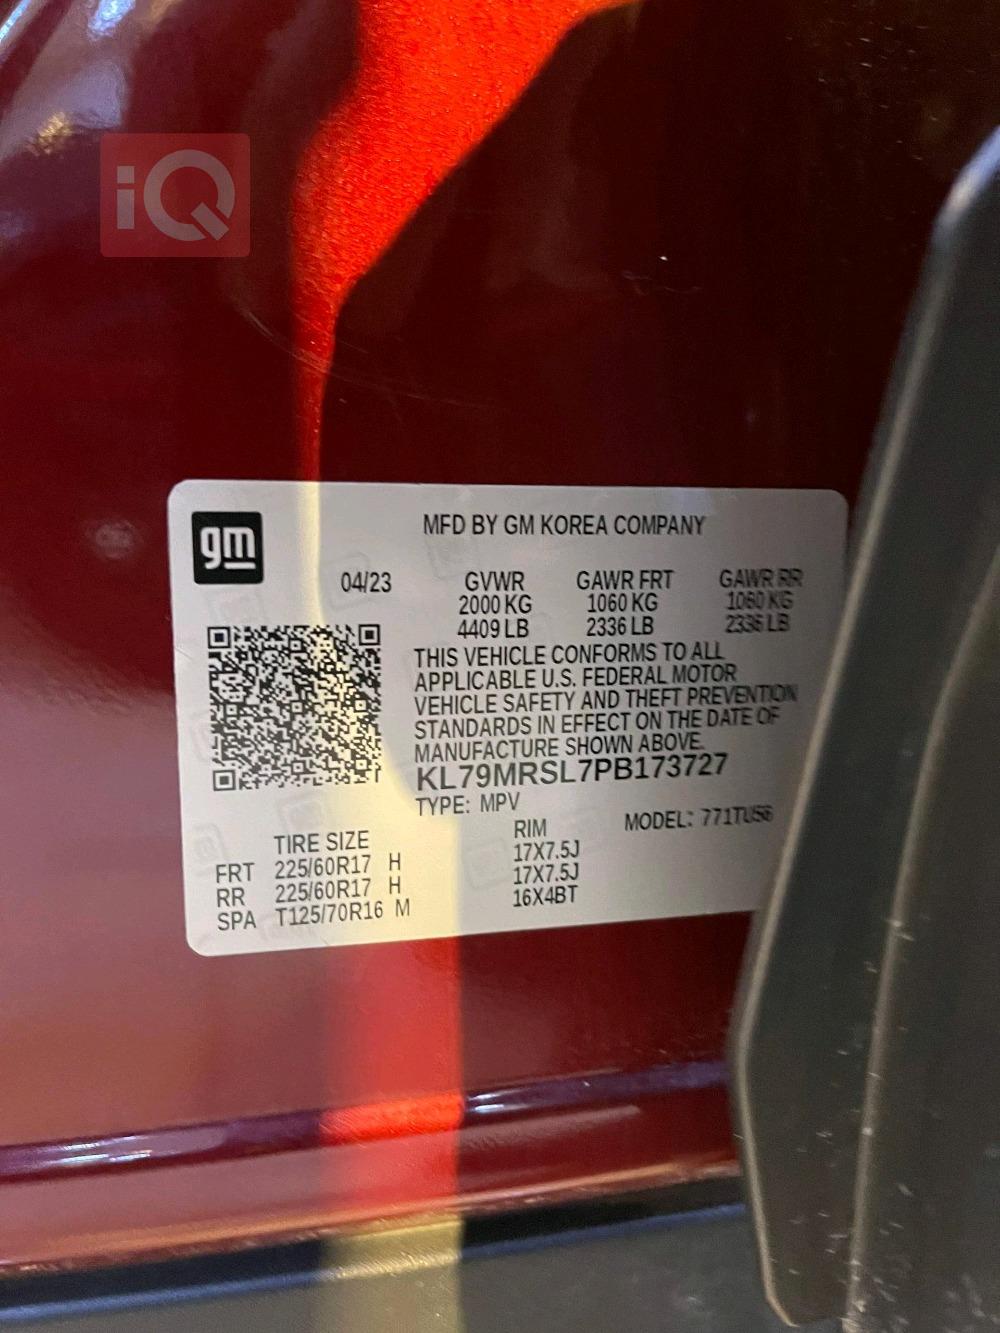 iQ
gm
MFD BY GM KOREA COMPANY
04/23 GVWR GAWR FRT GAWR RR
2000 KG 1060 KG 1060 KG
4409 LB 2336 LB 2336 LB
THIS VEHICLE CONFORMS TO ALL
APPLICABLE U.S. FEDERAL MOTOR
VEHICLE SAFETY AND THEFT PREVENTION
STANDARDS IN EFFECT ON THE DATE OF
MANUFACTURE SHOWN ABOVE.
KL79MRSL7PB173727
TYPE: MPV MODEL: 771TU56
TIRE SIZE RIM
FRT 225/60R17 H 17X7.5J
RR 225/60R17 H 17X7.5J
SPA T125/70R16 M 16X4BT